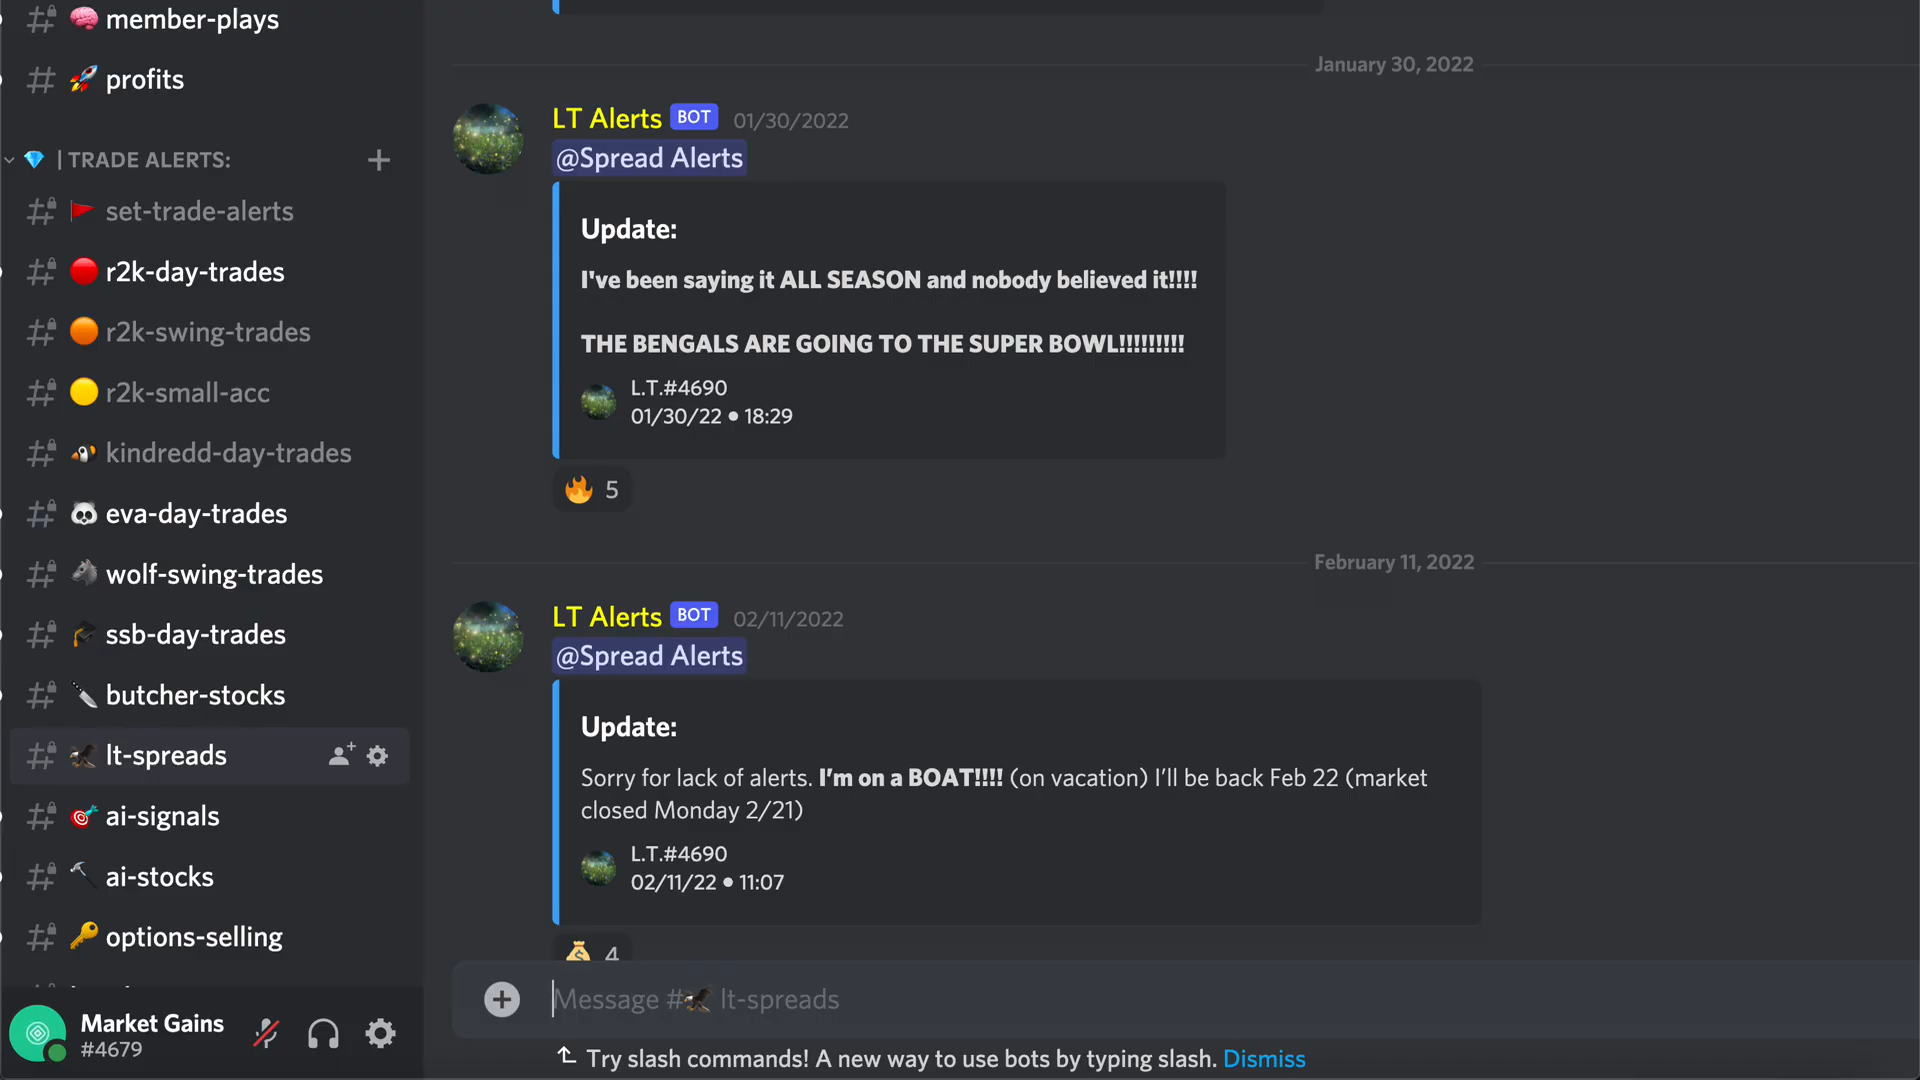 member-plays
profits
| TRADE ALERTS:
set-trade-alerts
r2k-day-trades
r2k-swing-trades
r2k-small-acc
kindredd-day-trades
eva-day-trades
wolf-swing-trades
ssb-day-trades
butcher-stocks
lt-spreads
ai-signals
ai-stocks
options-selling
Market Gains
#4679
January 30, 2022
LT Alerts BOT 01/30/2022
@Spread Alerts
Update:
I've been saying it ALL SEASON and nobody believed it!!!!
THE BENGALS ARE GOING TO THE SUPER BOWL!!!!!!!!!
L.T.#4690
01/30/22 • 18:29
5
February 11, 2022
LT Alerts BOT 02/11/2022
@Spread Alerts
Update:
Sorry for lack of alerts. I’m on a BOAT!!!! (on vacation) I’ll be back Feb 22 (market
closed Monday 2/21)
L.T.#4690
02/11/22 • 11:07
4
Message # lt-spreads
Try slash commands! A new way to use bots by typing slash. Dismiss